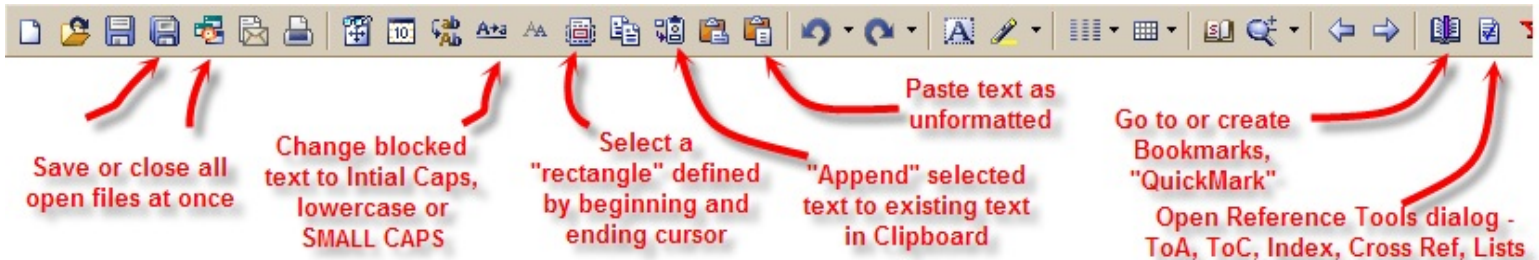 Save or close all
open files at once
Change blocked
text to Intial Caps,
lowercase or
SMALL CAPS
Select a
"rectangle" defined
by beginning and
ending cursor
"Append" selected
text to existing text
in Clipboard
Paste text as
unformatted
Go to or create
Bookmarks,
"QuickMark"
Open Reference Tools dialog -
ToA, ToC, Index, Cross Ref, Lists